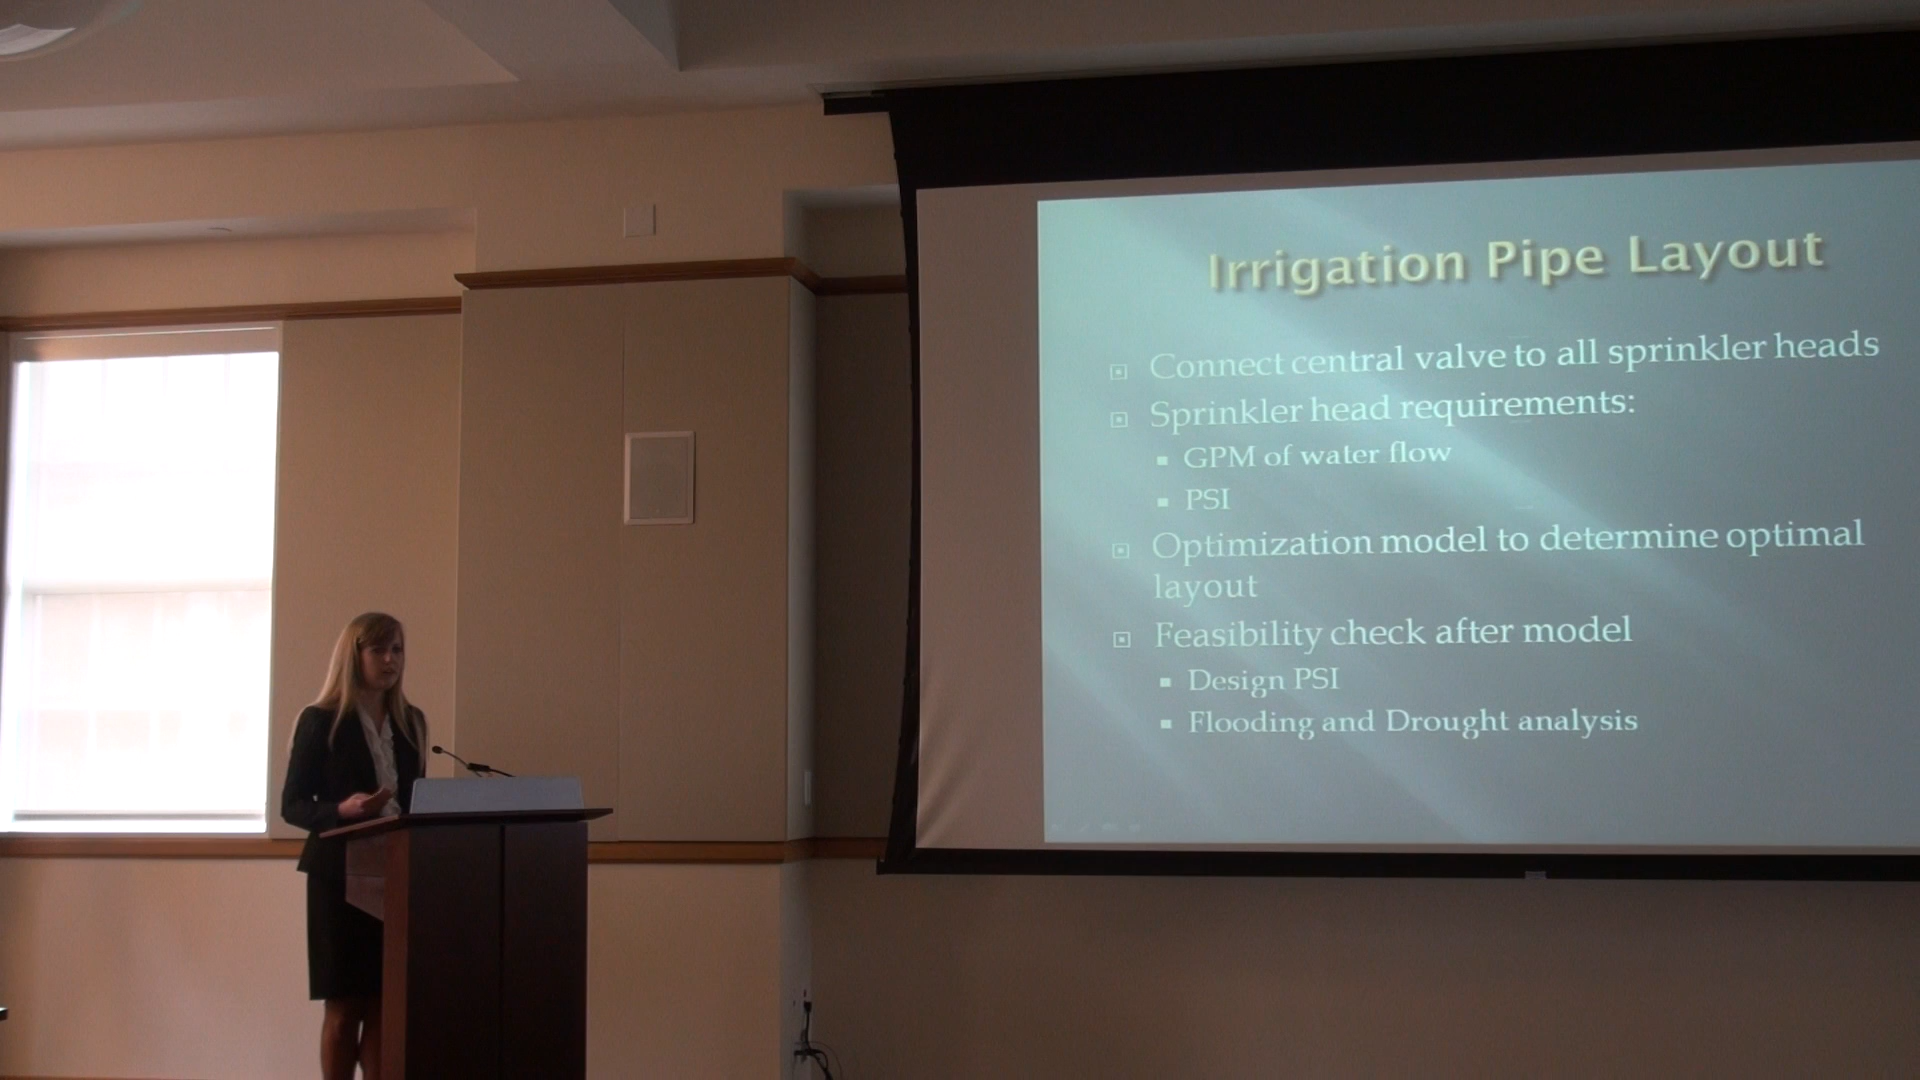 Irrigation Pipe Layout
Connect central valve to all sprinkler heads
Sprinkler head requirements:
GPM of water flow
PSI
Optimization model to determine optimal
layout
Feasibility check after model
Design PSI
Flooding and Drought analysis